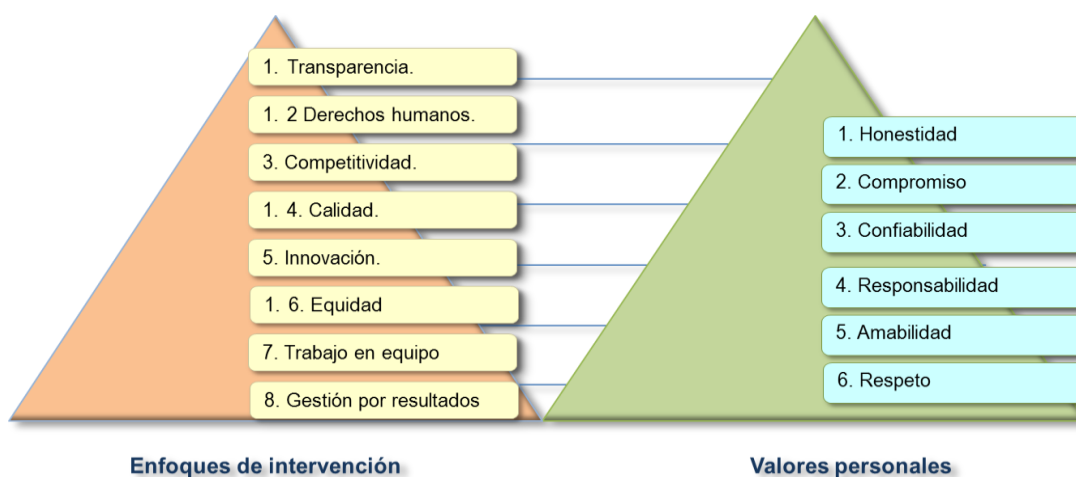 1. Transparencia.
1. 2 Derechos humanos.
3. Competitividad.
1. 4. Calidad.
5. Innovación.
1. 6. Equidad
7. Trabajo en equipo
8. Gestión por resultados
Enfoques de intervención
1. Honestidad
2. Compromiso
3. Confiabilidad
4. Responsabilidad
5. Amabilidad
6. Respeto
Valores personales